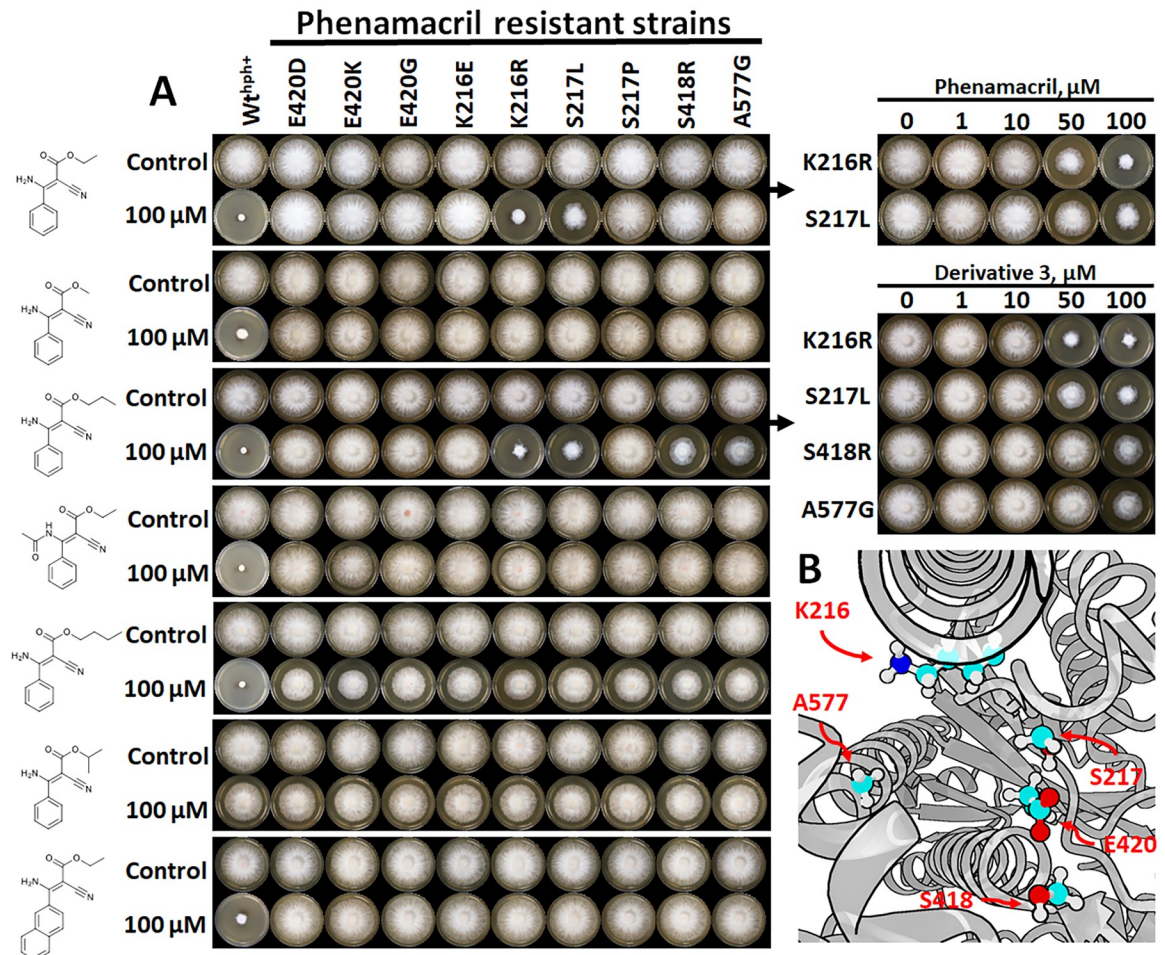 Phenamacril resistant strains
A
Wt^hph+
E420D
E420K
E420G
K216E
K216R
S217L
S217P
S418R
A577G
Control
100 µM
Control
100 µM
Control
100 µM
Control
100 µM
Control
100 µM
Control
100 µM
Control
100 µM
O
O
H₂N
N
O
O
H₂N
N
O
O
H₂N
N
O
O
H
N
O
N
O
O
H₂N
N
O
O
H₂N
N
O
O
H₂N
N
Phenamacril, µM
0 1 10 50 100
K216R
S217L
Derivative 3, µM
0 1 10 50 100
K216R
S217L
S418R
A577G
B
K216
A577
S217
E420
S418